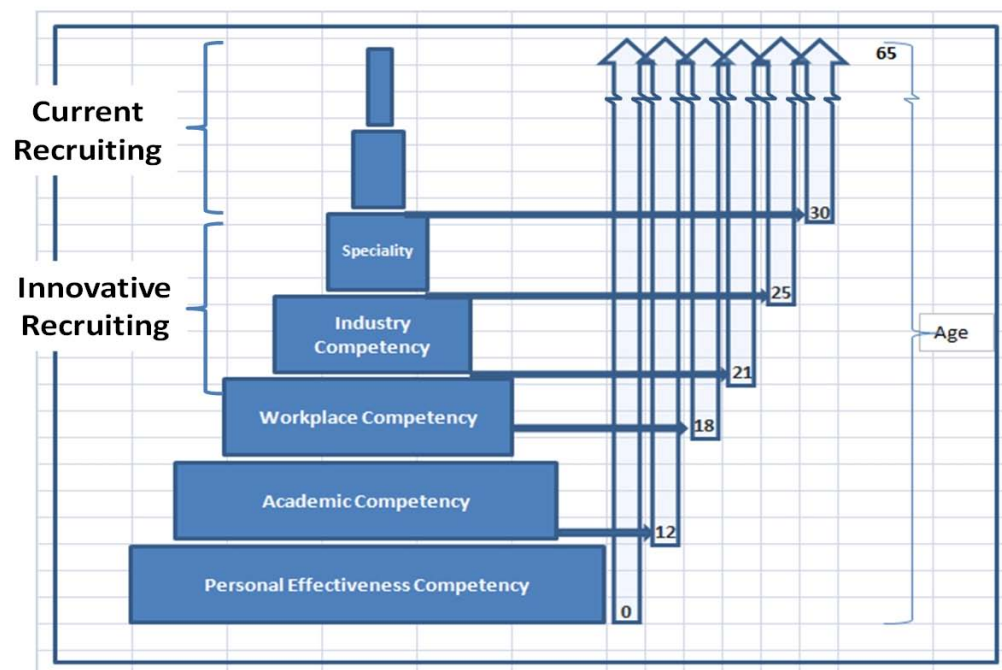 65
Current
Recruiting
30
Speciality
25
Innovative
Recruiting
Industry
Competency
Age
21
Workplace Competency
18
Academic Competency
12
Personal Effectiveness Competency
0